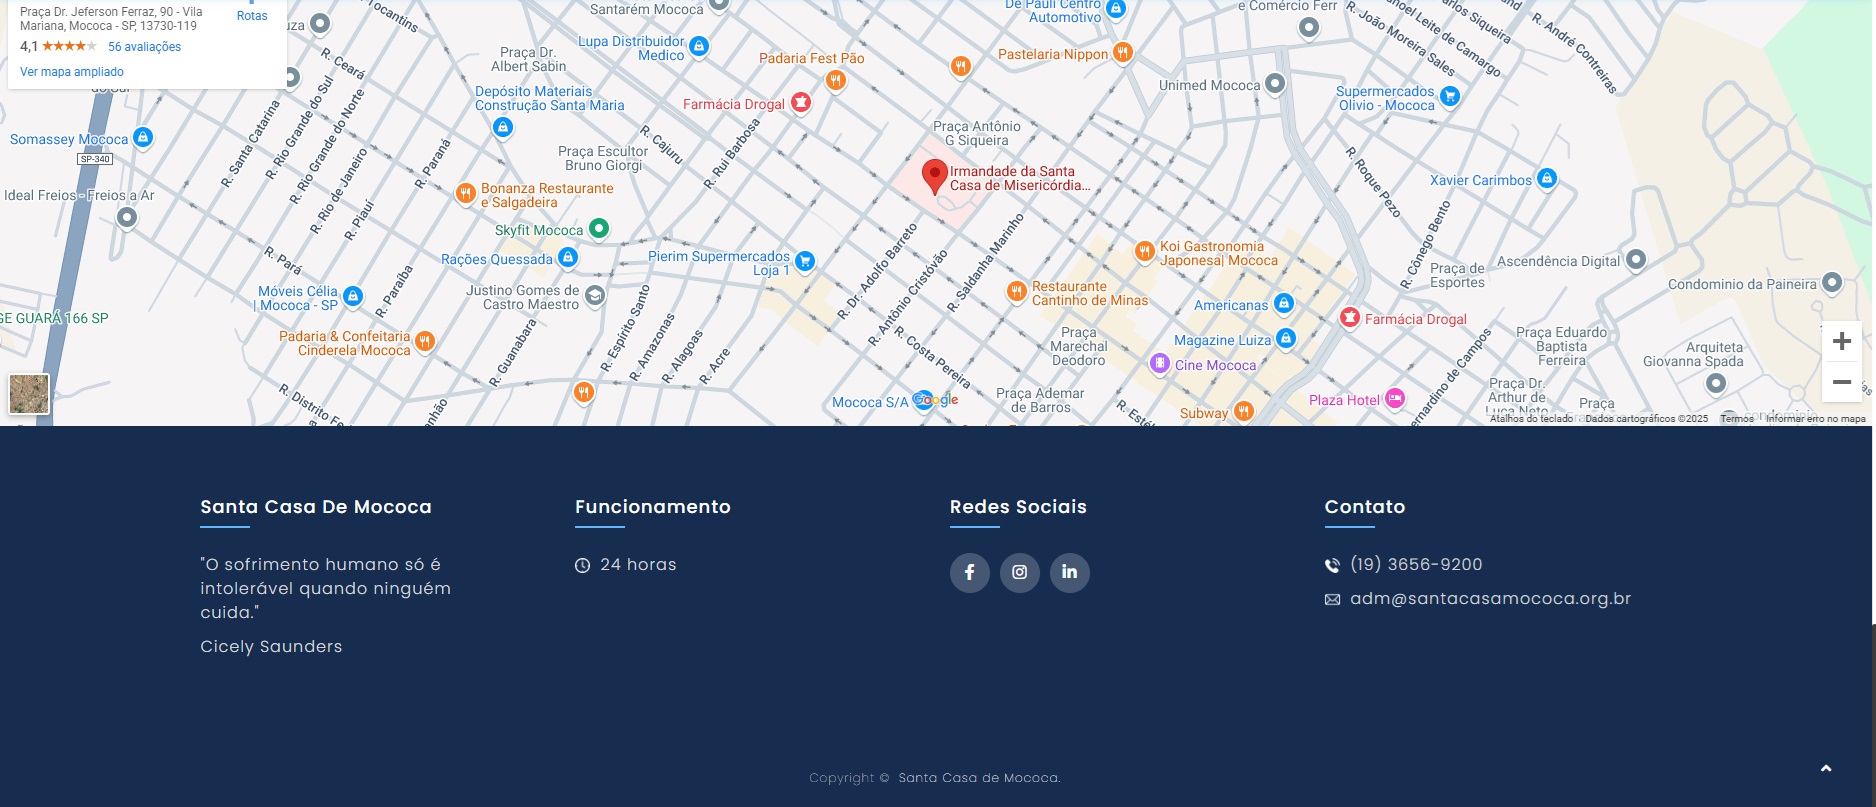 Praça Dr. Jeferson Ferraz, 90 - Vila
Mariana, Mococa - SP, 13730-119
Rotas
4,1
56 avaliações
Ver mapa ampliado
Tocantins
Santarém Mococa
De Pauli Centro
Automotivo
e Comércio Ferr
R. João Moreira Sales
R. André Contreiras
R. Ceará
Praça Dr.
Albert Sabin
Lupa Distribuidor
Medico
Padaria Fest Pão
Pastelaria Nippon
Unimed Mococa
Supermercados
Olivio - Mococa
Depósito Materiais
Construção Santa Maria
Farmácia Drogal
Somassey Mococa
SP-340
R. Santa Catarina
R. Rio Grande do Sul
R. Rio Grande do Norte
R. Rio de Janeiro
R. Piauí
R. Paraná
R. Cajuru
R. Rui Barbosa
Praça Escultor
Bruno Giorgi
Praça Antônio
G Siqueira
Irmandade da Santa
Casa de Misericórdia...
R. Roque Pezo
Xavier Carimbos
Ideal Freios - Freios a Ar
Bonanza Restaurante
e Salgadeira
Skyfit Mococa
Rações Quessada
Pierim Supermercados
Loja 1
R. Dr. Adolfo Barreto
R. Antônio Cristóvão
R. Saldanha Marinho
Koi Gastronomia
Japonesa| Mococa
R. Cônego Bento
Praça de
Esportes
Ascendência Digital
Condomínio da Paineira
R. Pará
R. Paraíba
Móveis Célia
| Mococa - SP
Justino Gomes de
Castro Maestro
Restaurante
Cantinho de Minas
Americanas
Farmácia Drogal
GE GUARÁ 166 SP
Padaria & Confeitaria
Cinderela Mococa
R. Guanabara
R. Espírito Santo
R. Amazonas
R. Alagoas
R. Acre
R. Costa Pereira
Praça
Marechal
Deodoro
Magazine Luiza
Cine Mococa
Praça Eduardo
Baptista
Ferreira
Arquiteta
Giovanna Spada
Mococa S/A
Google
Praça Ademar
de Barros
Subway
Plaza Hotel
Praça Dr.
Arthur de
Luca Neto
Praça
Atalhos do teclado
Dados cartográficos ©2025
Termos
Informar erro no mapa
Santa Casa De Mococa
"O sofrimento humano só é
intolerável quando ninguém
cuida."
Cicely Saunders
Funcionamento
24 horas
Redes Sociais
Contato
(19) 3656-9200
adm@santacasamococa.org.br
Copyright © Santa Casa de Mococa.